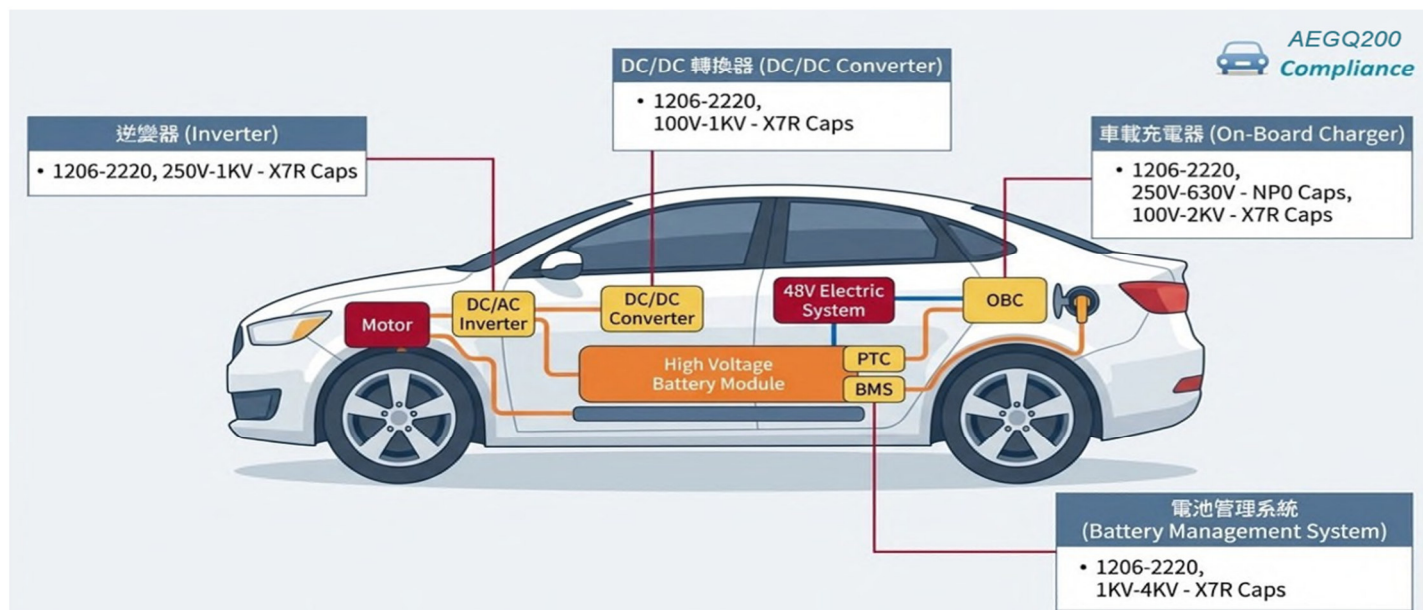 AEGQ200
Compliance
DC/DC 轉換器 (DC/DC Converter)
• 1206-2220,
100V-1KV - X7R Caps
逆變器 (Inverter)
• 1206-2220, 250V-1KV - X7R Caps
車載充電器 (On-Board Charger)
• 1206-2220,
250V-630V - NP0 Caps,
100V-2KV - X7R Caps
Motor
DC/AC
Inverter
DC/DC
Converter
48V Electric
System
OBC
High Voltage
Battery Module
PTC
BMS
電池管理系統
(Battery Management System)
• 1206-2220,
1KV-4KV - X7R Caps